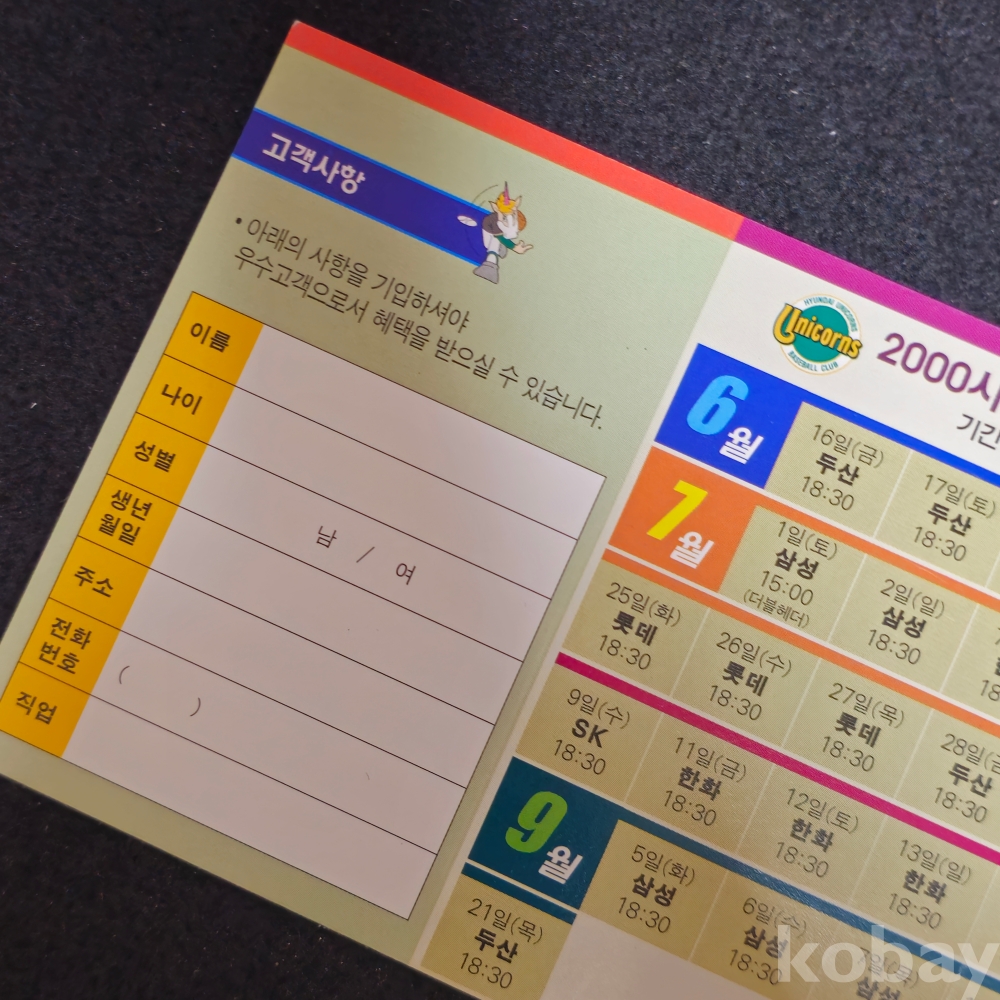 고객사항
• 아래의 사항을 기입하셔야
우수고객으로서 혜택을 받으실 수 있습니다.
이름
나이
성별
남 / 여
생년
월일
주소
전화
번호
( )
직업
HYUNDAI UNICORNS
Unicorns
BASEBALL CLUB
2000시
기간
6월
16일(금)
두산
18:30
17일(토)
두산
18:30
7월
1일(토)
삼성
15:00
(더블헤더)
2일(일)
삼성
18:30
25일(화)
롯데
18:30
26일(수)
롯데
18:30
27일(목)
롯데
18:30
28일(금
두산
18:30
9일(수)
SK
18:30
11일(금)
한화
18:30
12일(토)
한화
18:30
13일(일)
한화
18:30
9월
5일(화)
삼성
18:30
6일(수)
삼성
18:30
7일(목)
삼성
21일(목)
두산
18:30
kobay